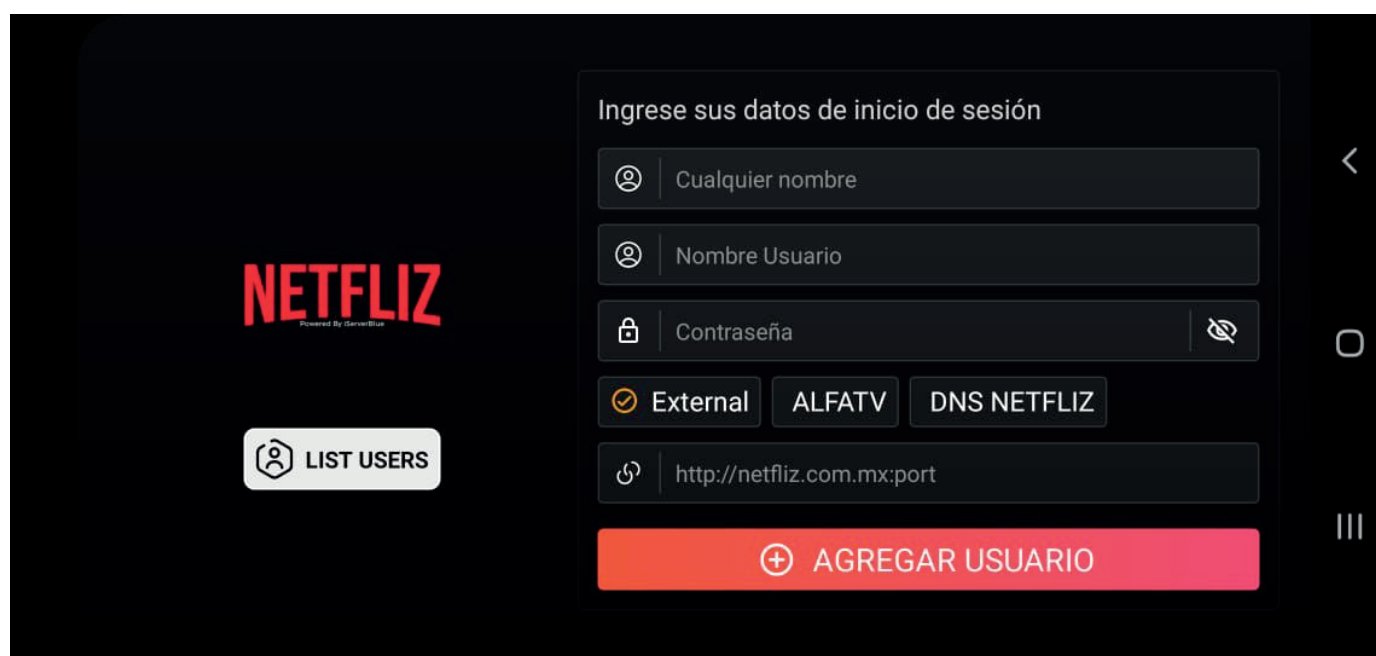 Ingrese sus datos de inicio de sesión
Cualquier nombre
Nombre Usuario
NETFLIZ
Powered By iServerBlue
Contraseña
External ALFATV DNS NETFLIZ
LIST USERS
http://netfliz.com.mx:port
AGREGAR USUARIO